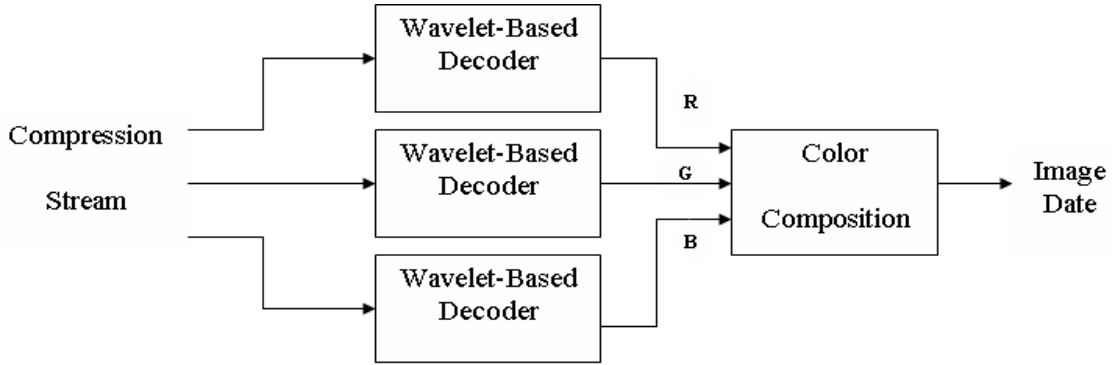 Compression
Stream
Wavelet-Based
Decoder
Wavelet-Based
Decoder
Wavelet-Based
Decoder
R
G
B
Color
Composition
Image
Date